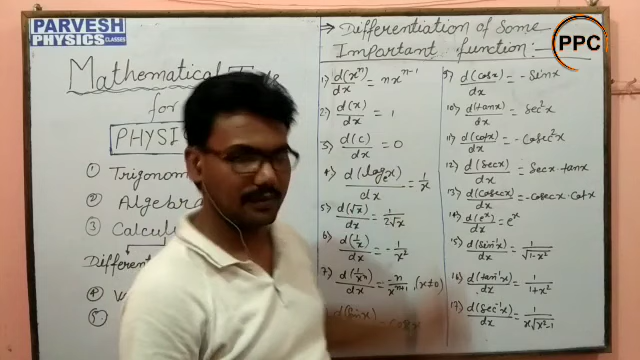 PARVESH
PHYSICS CLASSES
Mathematical
for
PHYSI
① Trigonom
② Algebra
③ Calculu
Different
④ V
⑤
→ Differentiation of Some
Important function:-
PPC
1) d(xⁿ)/dx = nxⁿ⁻¹
2) d(x)/dx = 1
3) d(c)/dx = 0
4) d(logₑx)/dx = 1/x
5) d(√x)/dx = 1/2√x
6) d(1/x)/dx = -1/x²
7) d(1/xⁿ)/dx = -n/xⁿ⁺¹, (x≠0)
d(sinx)/dx = cosx
9) d(cosx)/dx = -Sinx
10) d(tanx)/dx = Sec²x
11) d(cotx)/dx = -Cosec²x
12) d(Secx)/dx = Secx·tanx
13) d(Cosecx)/dx = -Cosecx·Cotx
14) d(eˣ)/dx = eˣ
15) d(Sin⁻¹x)/dx = 1/√1-x²
16) d(tan⁻¹x)/dx = 1/1+x²
17) d(Sec⁻¹x)/dx = 1/x√x²-1